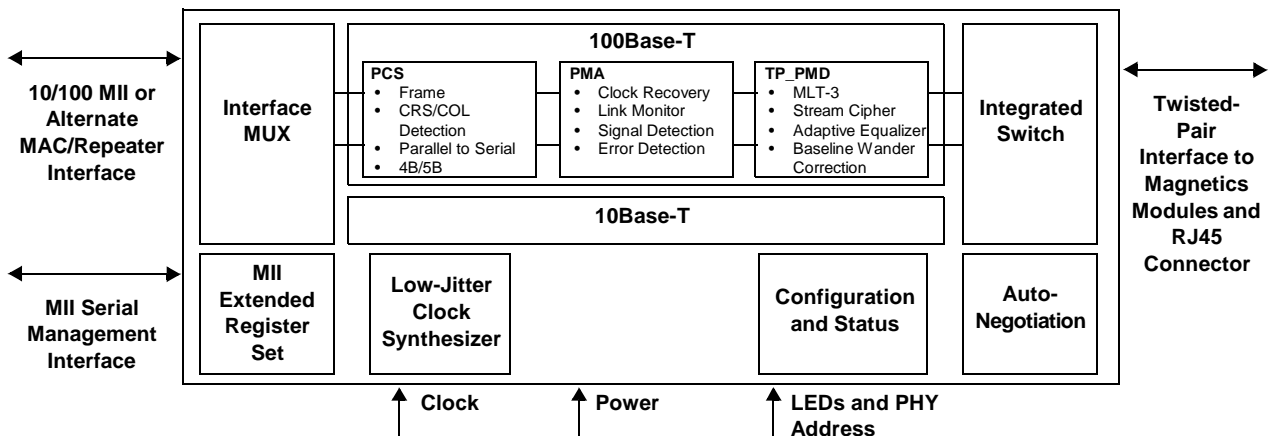 100Base-T
10/100 MII or
Alternate
MAC/Repeater
Interface
Interface
MUX
PCS
• Frame
• CRS/COL
Detection
• Parallel to Serial
• 4B/5B
PMA
• Clock Recovery
• Link Monitor
• Signal Detection
• Error Detection
TP_PMD
• MLT-3
• Stream Cipher
• Adaptive Equalizer
• Baseline Wander
Correction
Integrated
Switch
Twisted-
Pair
Interface to
Magnetics
Modules and
RJ45
Connector
10Base-T
MII Serial
Management
Interface
MII
Extended
Register
Set
Low-Jitter
Clock
Synthesizer
Configuration
and Status
Auto-
Negotiation
Clock
Power
LEDs and PHY
Address